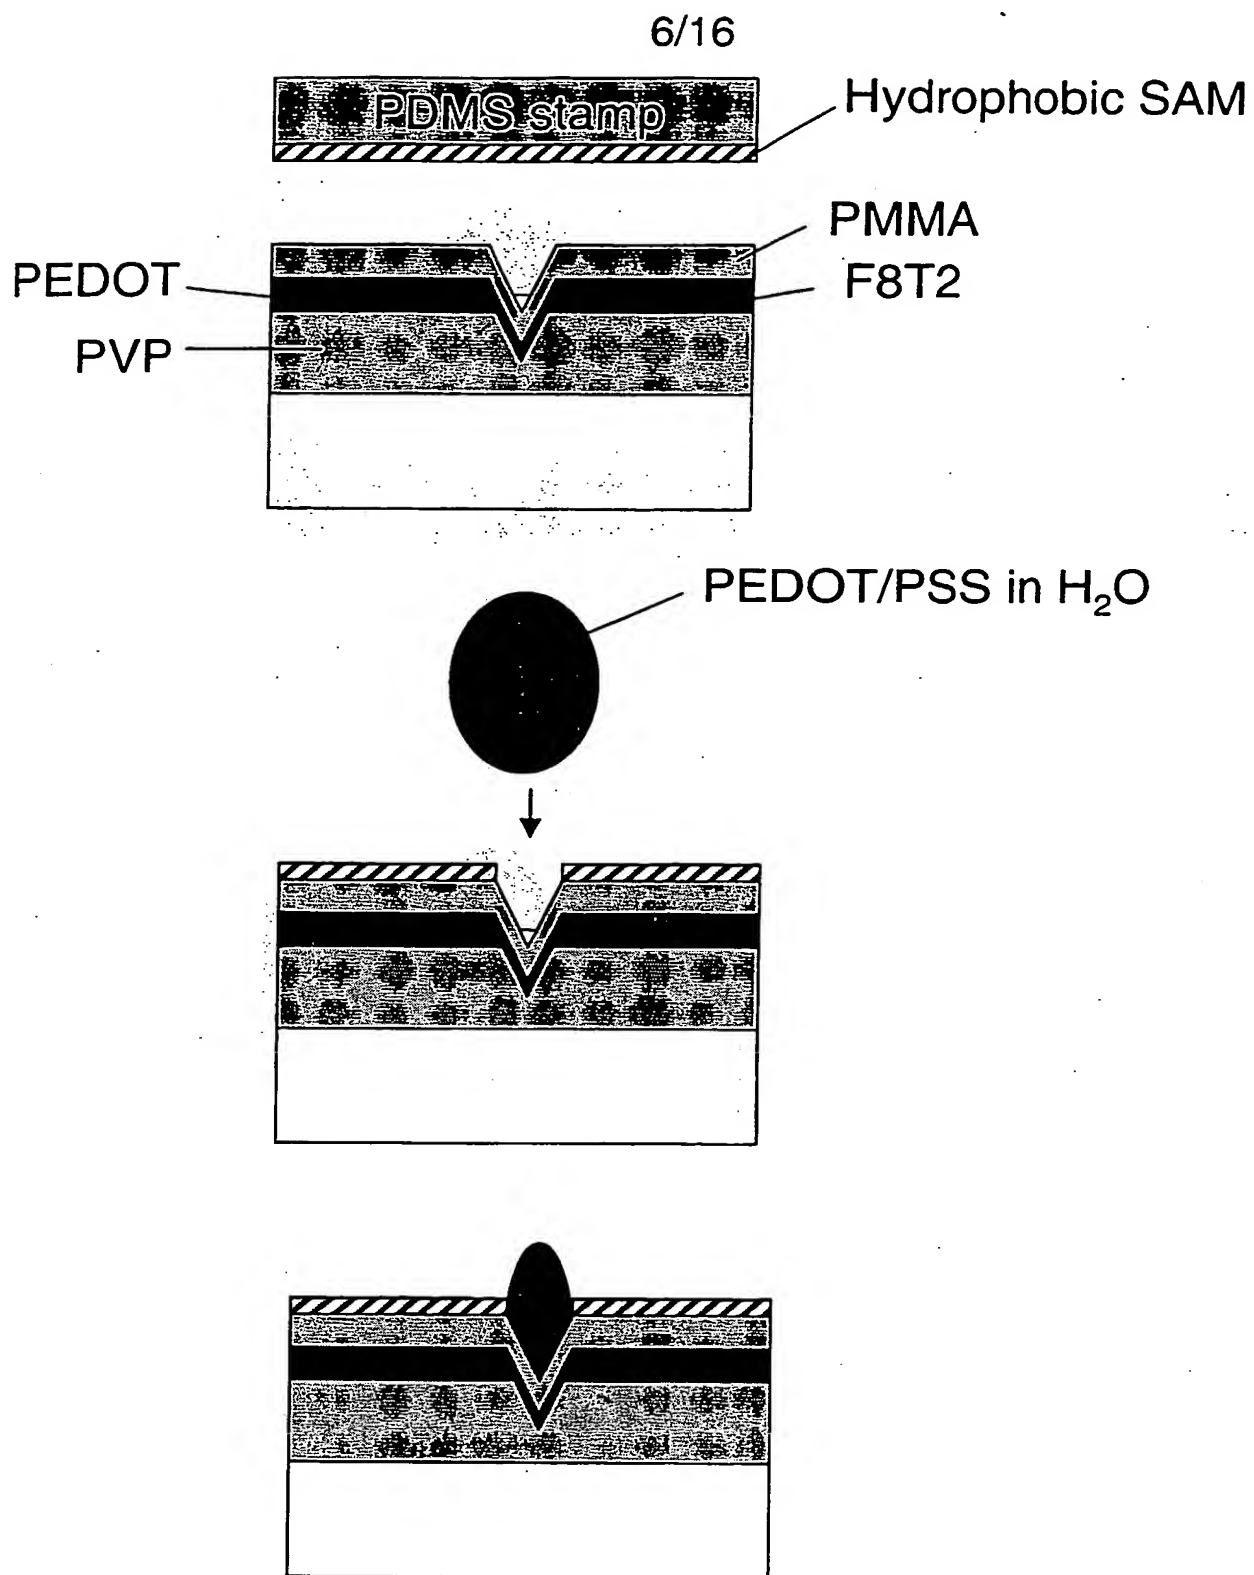 6/16
PDMS stamp
Hydrophobic SAM
PMMA
PEDOT
F8T2
PVP
PEDOT/PSS in H₂O